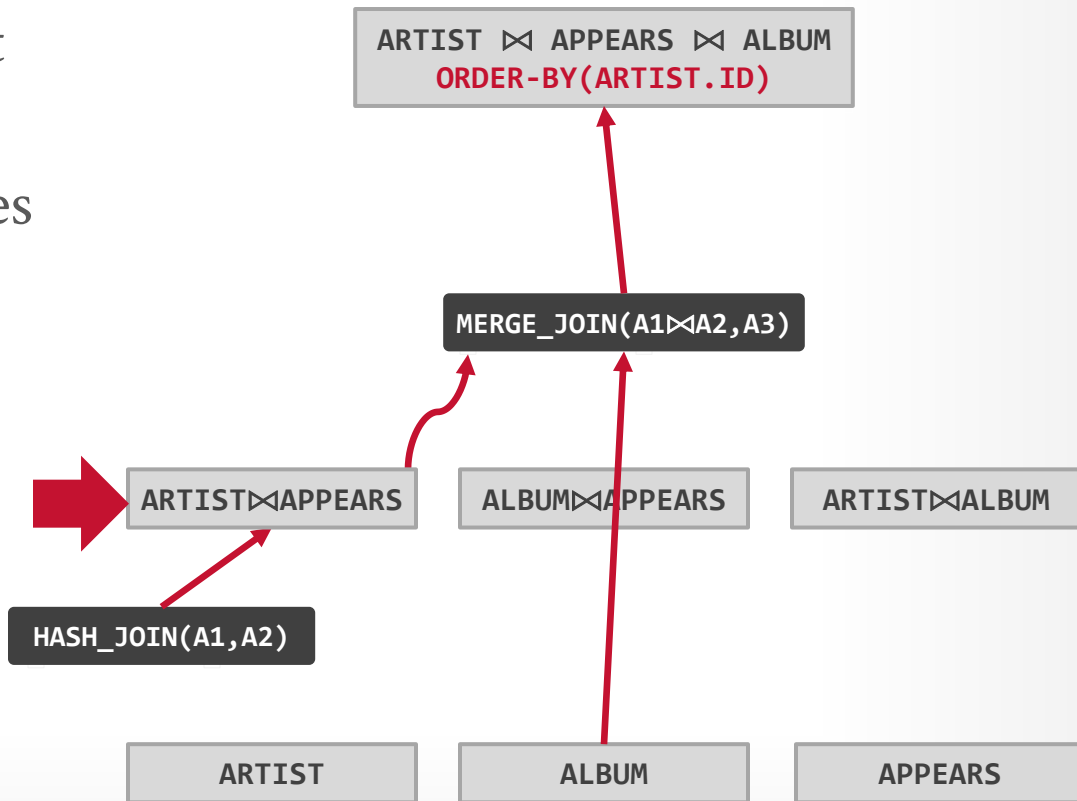 ARTIST ⋈ APPEARS ⋈ ALBUM
ORDER-BY(ARTIST.ID)
MERGE_JOIN(A1⋈A2,A3)
ARTIST⋈APPEARS
ALBUM⋈APPEARS
ARTIST⋈ALBUM
HASH_JOIN(A1,A2)
ARTIST
ALBUM
APPEARS